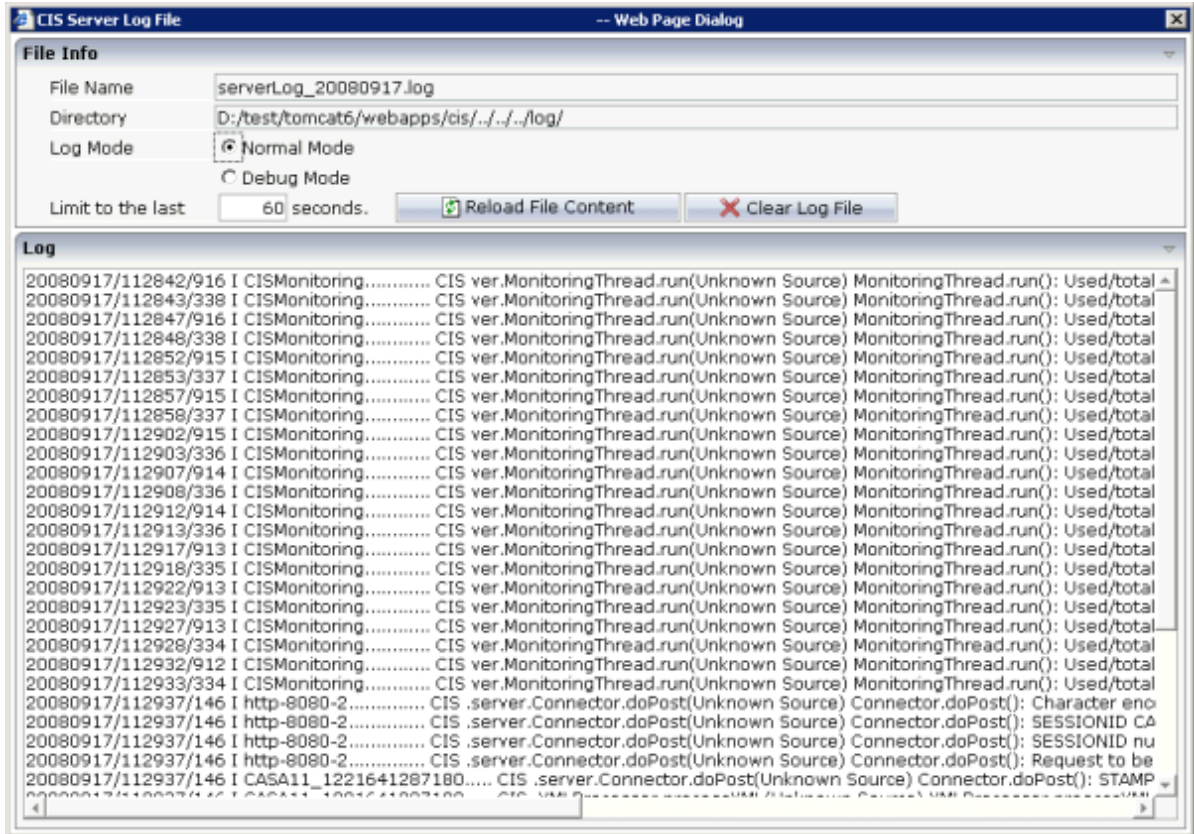 CIS Server Log File -- Web Page Dialog
File Info
File Name serverLog_20080917.log
Directory D:/test/tomcat6/webapps/cis/../../../log/
Log Mode Normal Mode
Debug Mode
Limit to the last 60 seconds. Reload File Content Clear Log File
Log
20080917/112842/916 I CISMonitoring............ CIS ver.MonitoringThread.run(Unknown Source) MonitoringThread.run(): Used/total
20080917/112843/338 I CISMonitoring............ CIS ver.MonitoringThread.run(Unknown Source) MonitoringThread.run(): Used/total
20080917/112847/916 I CISMonitoring............ CIS ver.MonitoringThread.run(Unknown Source) MonitoringThread.run(): Used/total
20080917/112848/338 I CISMonitoring............ CIS ver.MonitoringThread.run(Unknown Source) MonitoringThread.run(): Used/total
20080917/112852/915 I CISMonitoring............ CIS ver.MonitoringThread.run(Unknown Source) MonitoringThread.run(): Used/total
20080917/112853/337 I CISMonitoring............ CIS ver.MonitoringThread.run(Unknown Source) MonitoringThread.run(): Used/total
20080917/112857/915 I CISMonitoring............ CIS ver.MonitoringThread.run(Unknown Source) MonitoringThread.run(): Used/total
20080917/112858/337 I CISMonitoring............ CIS ver.MonitoringThread.run(Unknown Source) MonitoringThread.run(): Used/total
20080917/112902/915 I CISMonitoring............ CIS ver.MonitoringThread.run(Unknown Source) MonitoringThread.run(): Used/total
20080917/112903/336 I CISMonitoring............ CIS ver.MonitoringThread.run(Unknown Source) MonitoringThread.run(): Used/total
20080917/112907/914 I CISMonitoring............ CIS ver.MonitoringThread.run(Unknown Source) MonitoringThread.run(): Used/total
20080917/112908/336 I CISMonitoring............ CIS ver.MonitoringThread.run(Unknown Source) MonitoringThread.run(): Used/total
20080917/112912/914 I CISMonitoring............ CIS ver.MonitoringThread.run(Unknown Source) MonitoringThread.run(): Used/total
20080917/112913/336 I CISMonitoring............ CIS ver.MonitoringThread.run(Unknown Source) MonitoringThread.run(): Used/total
20080917/112917/913 I CISMonitoring............ CIS ver.MonitoringThread.run(Unknown Source) MonitoringThread.run(): Used/total
20080917/112918/335 I CISMonitoring............ CIS ver.MonitoringThread.run(Unknown Source) MonitoringThread.run(): Used/total
20080917/112922/913 I CISMonitoring............ CIS ver.MonitoringThread.run(Unknown Source) MonitoringThread.run(): Used/total
20080917/112923/335 I CISMonitoring............ CIS ver.MonitoringThread.run(Unknown Source) MonitoringThread.run(): Used/total
20080917/112927/913 I CISMonitoring............ CIS ver.MonitoringThread.run(Unknown Source) MonitoringThread.run(): Used/total
20080917/112928/334 I CISMonitoring............ CIS ver.MonitoringThread.run(Unknown Source) MonitoringThread.run(): Used/total
20080917/112932/912 I CISMonitoring............ CIS ver.MonitoringThread.run(Unknown Source) MonitoringThread.run(): Used/total
20080917/112933/334 I CISMonitoring............ CIS ver.MonitoringThread.run(Unknown Source) MonitoringThread.run(): Used/total
20080917/112937/146 I http-8080-2.............. CIS .server.Connector.doPost(Unknown Source) Connector.doPost(): Character enc
20080917/112937/146 I http-8080-2.............. CIS .server.Connector.doPost(Unknown Source) Connector.doPost(): SESSIONID CA
20080917/112937/146 I http-8080-2.............. CIS .server.Connector.doPost(Unknown Source) Connector.doPost(): SESSIONID nu
20080917/112937/146 I http-8080-2.............. CIS .server.Connector.doPost(Unknown Source) Connector.doPost(): Request to be
20080917/112937/146 I CASA11_1221641287180..... CIS .server.Connector.doPost(Unknown Source) Connector.doPost(): STAMP